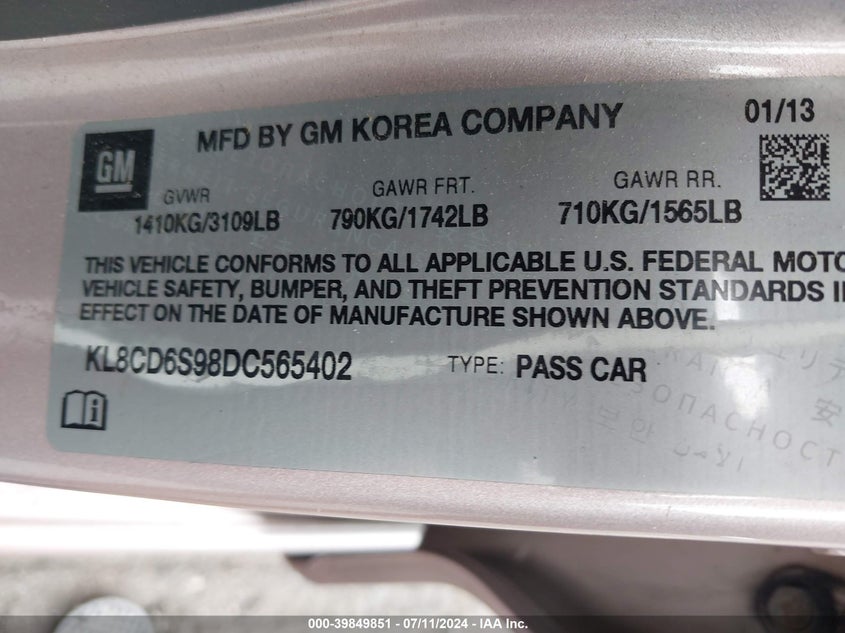 GM
MFD BY GM KOREA COMPANY
01/13
GVWR
GAWR FRT.
GAWR RR.
1410KG/3109LB
790KG/1742LB
710KG/1565LB
THIS VEHICLE CONFORMS TO ALL APPLICABLE U.S. FEDERAL MOTO
VEHICLE SAFETY, BUMPER, AND THEFT PREVENTION STANDARDS I
EFFECT ON THE DATE OF MANUFACTURE SHOWN ABOVE.
KL8CD6S98DC565402
TYPE: PASS CAR
보안
000-39849851 / 07/11/2024 - IAA Inc.